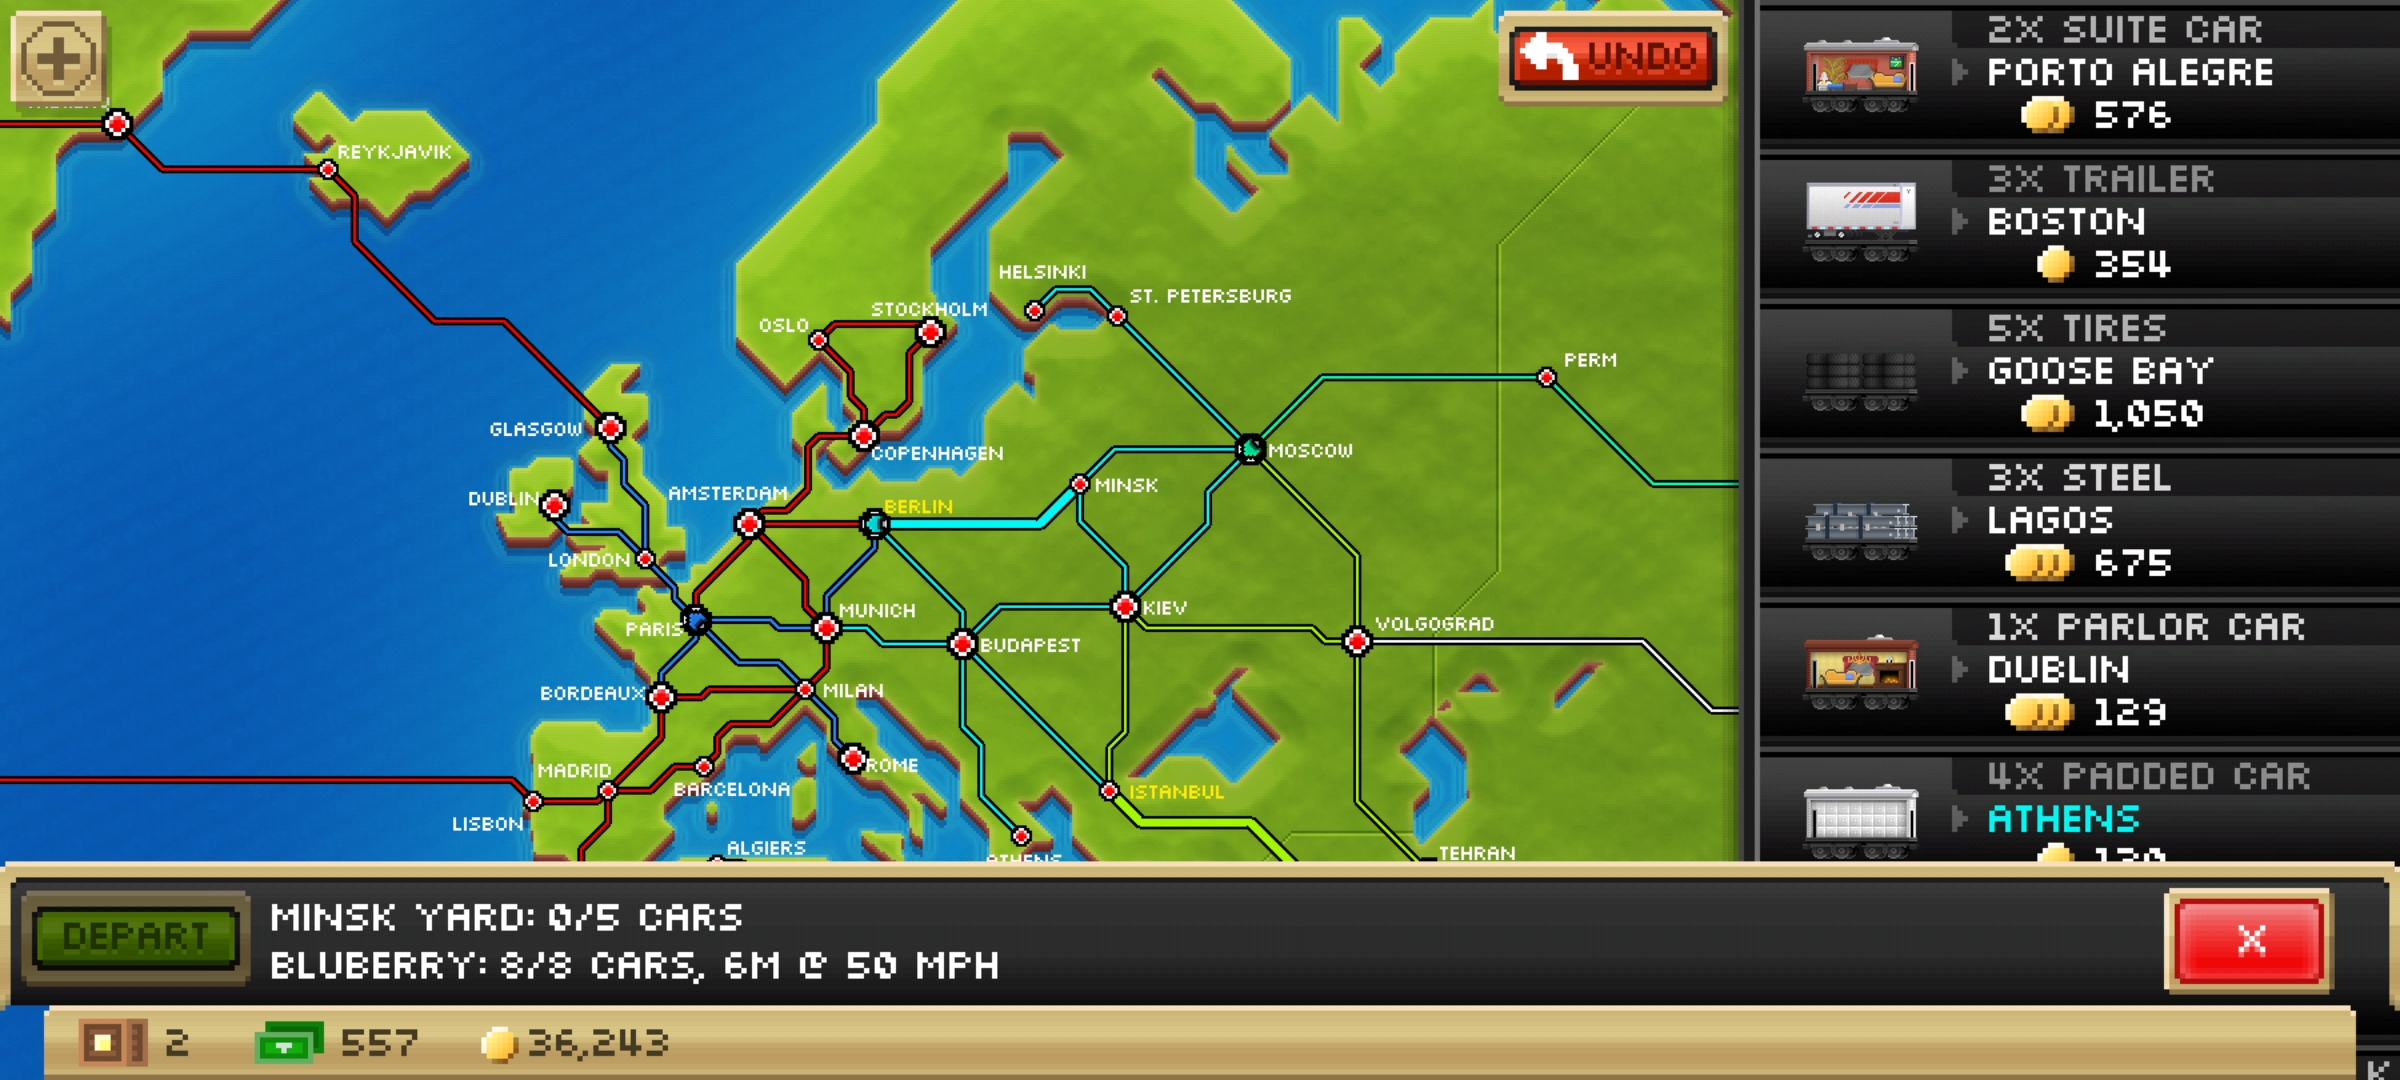 UNDO
REYKJAVIK
HELSINKI
ST. PETERSBURG
STOCKHOLM
OSLO
PERM
GLASGOW
COPENHAGEN
MOSCOW
DUBLIN
AMSTERDAM
MINSK
BERLIN
LONDON
MUNICH
KIEV
PARIS
VOLGOGRAD
BUDAPEST
BORDEAUX
MILAN
ROME
MADRID
BARCELONA
ISTANBUL
LISBON
ALGIERS
ATHENS
TEHRAN
2X SUITE CAR
PORTO ALEGRE
576
3X TRAILER
BOSTON
354
5X TIRES
GOOSE BAY
1,050
3X STEEL
LAGOS
675
1X PARLOR CAR
DUBLIN
129
4X PADDED CAR
ATHENS
DEPART
MINSK YARD: 0/5 CARS
BLUBERRY: 8/8 CARS, 6M @ 50 MPH
X
2
557
36,243